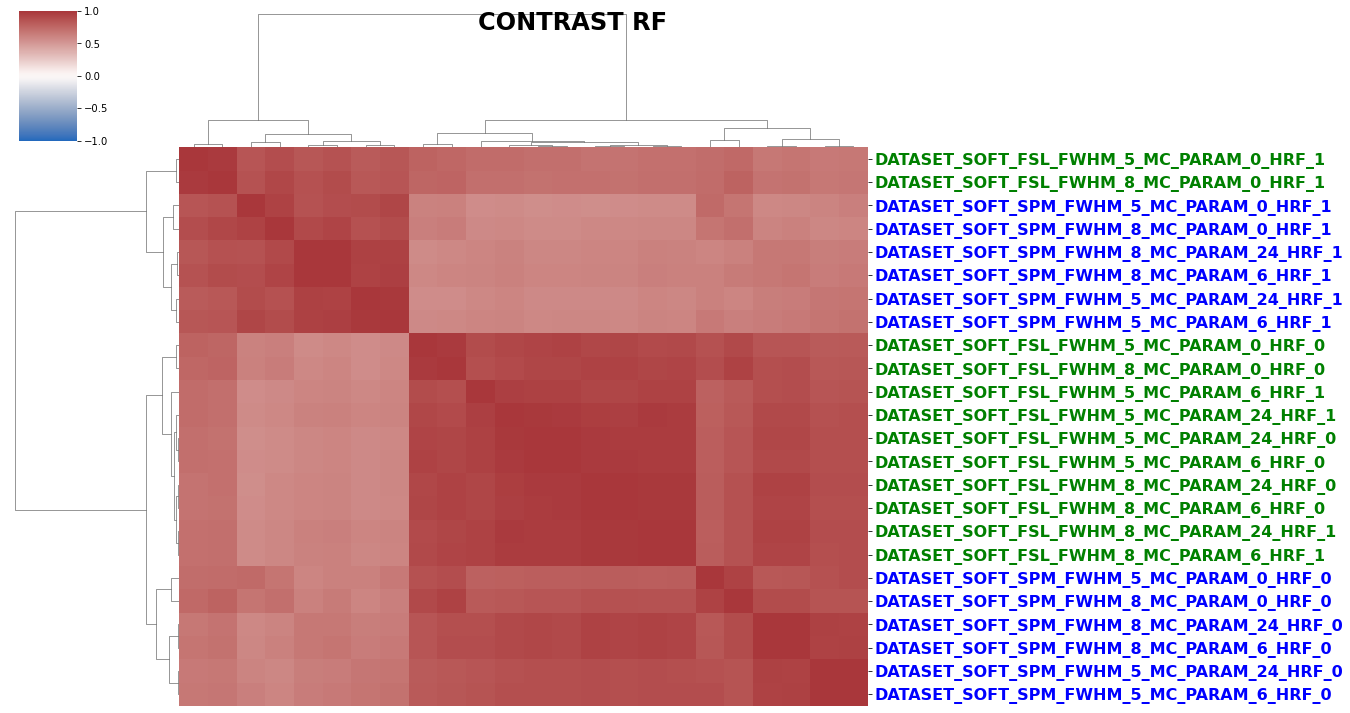 CONTRAST RF
1.0
0.5
0.0
−0.5
−1.0
DATASET_SOFT_FSL_FWHM_5_MC_PARAM_0_HRF_1
DATASET_SOFT_FSL_FWHM_8_MC_PARAM_0_HRF_1
DATASET_SOFT_SPM_FWHM_5_MC_PARAM_0_HRF_1
DATASET_SOFT_SPM_FWHM_8_MC_PARAM_0_HRF_1
DATASET_SOFT_SPM_FWHM_8_MC_PARAM_24_HRF_1
DATASET_SOFT_SPM_FWHM_8_MC_PARAM_6_HRF_1
DATASET_SOFT_SPM_FWHM_5_MC_PARAM_24_HRF_1
DATASET_SOFT_SPM_FWHM_5_MC_PARAM_6_HRF_1
DATASET_SOFT_FSL_FWHM_5_MC_PARAM_0_HRF_0
DATASET_SOFT_FSL_FWHM_8_MC_PARAM_0_HRF_0
DATASET_SOFT_FSL_FWHM_5_MC_PARAM_6_HRF_1
DATASET_SOFT_FSL_FWHM_5_MC_PARAM_24_HRF_1
DATASET_SOFT_FSL_FWHM_5_MC_PARAM_24_HRF_0
DATASET_SOFT_FSL_FWHM_5_MC_PARAM_6_HRF_0
DATASET_SOFT_FSL_FWHM_8_MC_PARAM_24_HRF_0
DATASET_SOFT_FSL_FWHM_8_MC_PARAM_6_HRF_0
DATASET_SOFT_FSL_FWHM_8_MC_PARAM_24_HRF_1
DATASET_SOFT_FSL_FWHM_8_MC_PARAM_6_HRF_1
DATASET_SOFT_SPM_FWHM_5_MC_PARAM_0_HRF_0
DATASET_SOFT_SPM_FWHM_8_MC_PARAM_0_HRF_0
DATASET_SOFT_SPM_FWHM_8_MC_PARAM_24_HRF_0
DATASET_SOFT_SPM_FWHM_8_MC_PARAM_6_HRF_0
DATASET_SOFT_SPM_FWHM_5_MC_PARAM_24_HRF_0
DATASET_SOFT_SPM_FWHM_5_MC_PARAM_6_HRF_0